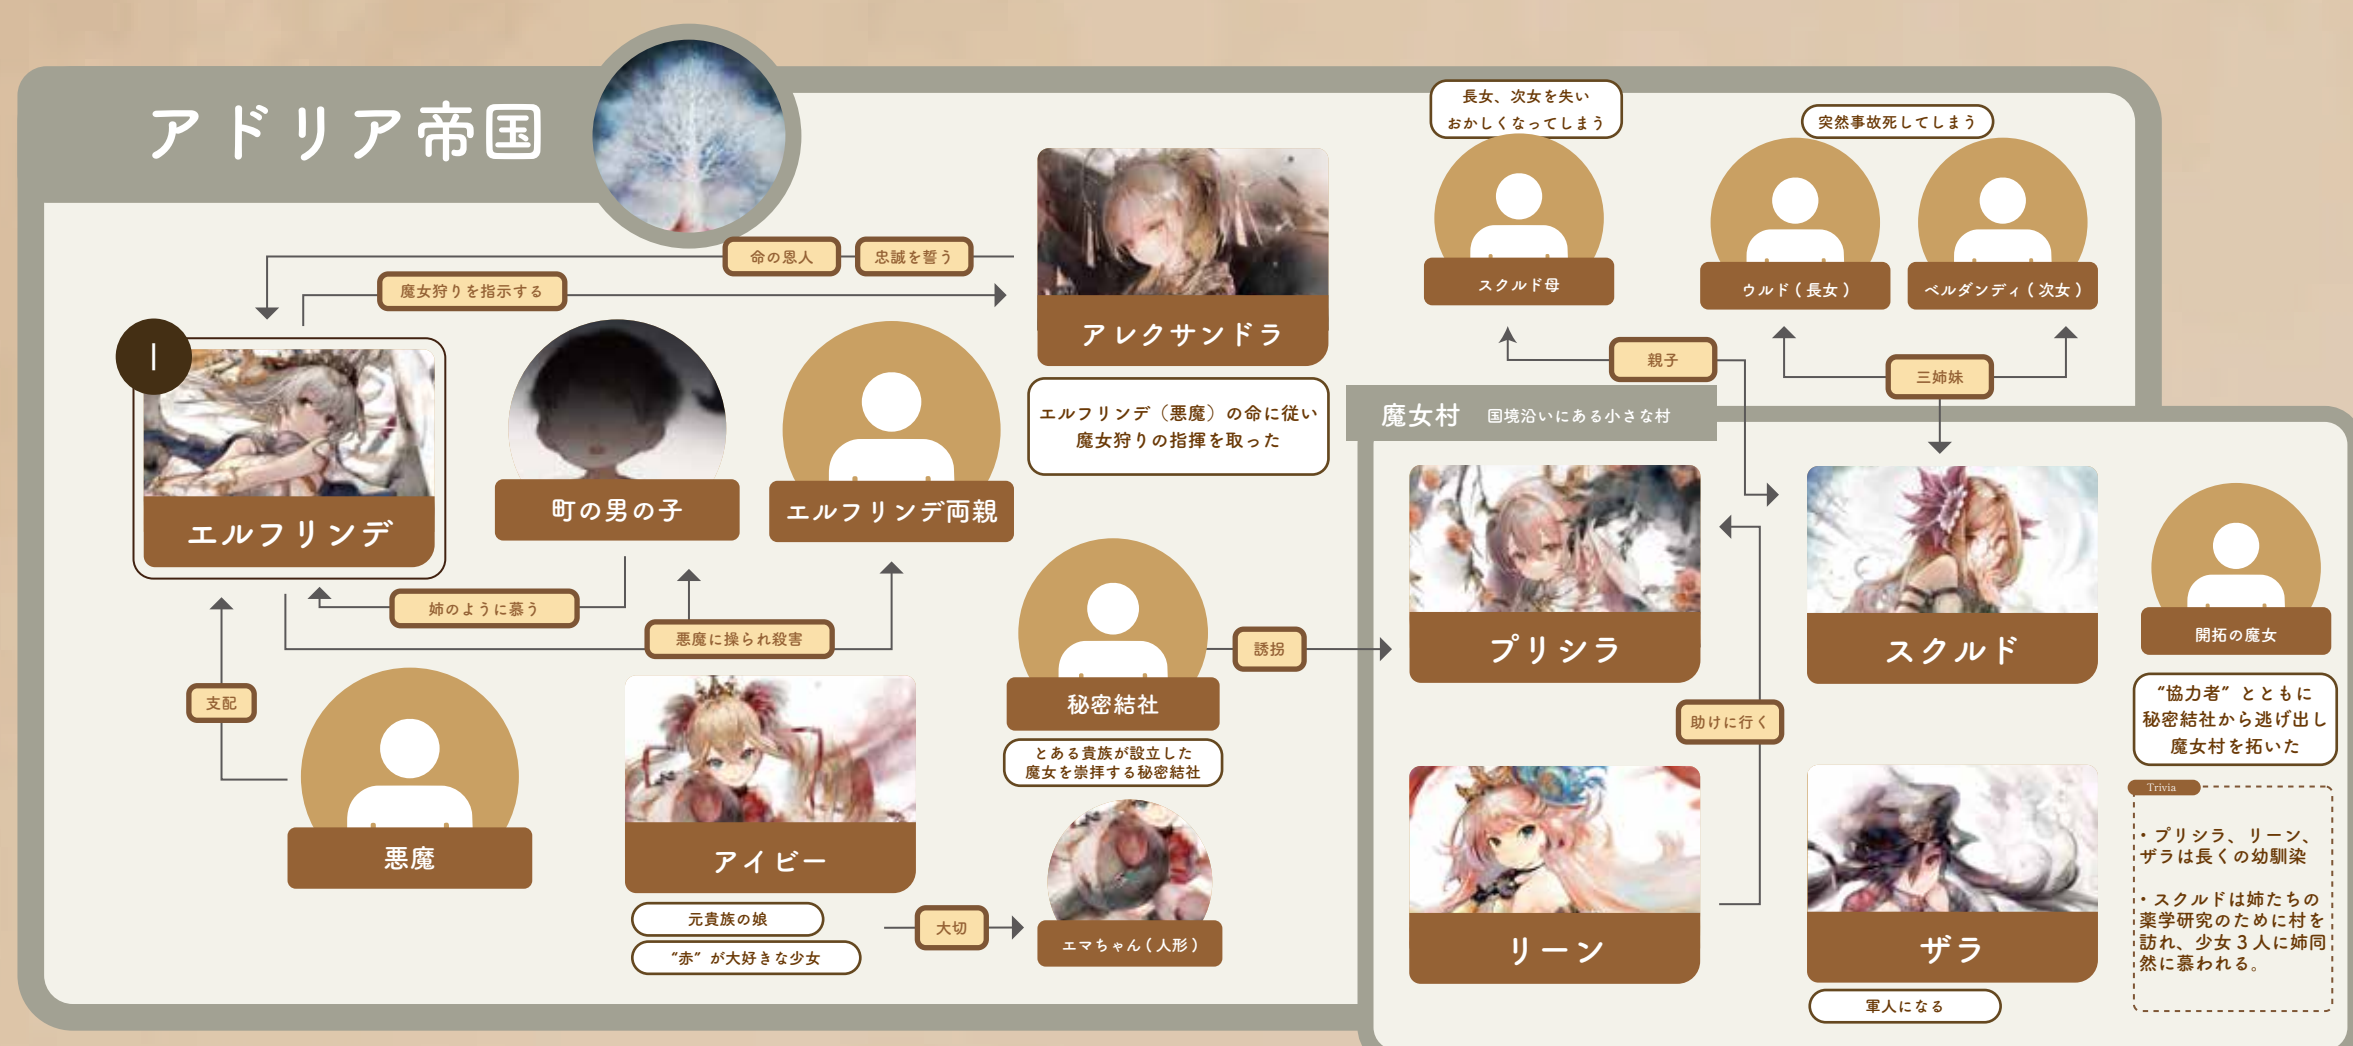 アドリア帝国
命の恩人
忠誠を誓う
魔女狩りを指示する
I
エルフリンデ
町の男の子
エルフリンデ両親
アレクサンドラ
エルフリンデ（悪魔）の命に従い
魔女狩りの指揮を取った
姉のように慕う
悪魔に操られ殺害
支配
悪魔
アイビー
元貴族の娘
“赤”が大好きな少女
大切
エマちゃん(人形)
秘密結社
とある貴族が設立した
魔女を崇拝する秘密結社
誘拐
長女、次女を失い
おかしくなってしまう
スクルド母
突然事故死してしまう
ウルド(長女)
ベルダンディ(次女)
親子
三姉妹
魔女村
国境沿いにある小さな村
プリシラ
スクルド
助けに行く
リーン
ザラ
軍人になる
開拓の魔女
“協力者”とともに
秘密結社から逃げ出し
魔女村を拓いた
Trivia
・プリシラ、リーン、
ザラは長くの幼馴染
・スクルドは姉たちの
薬学研究のために村を
訪れ、少女3人に姉同
然に慕われる。